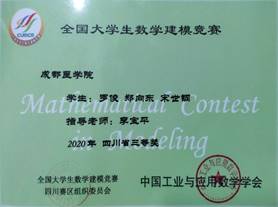 全国大学生数学建模竞赛
成都医学院
学生：罗俊 郑向东 宋世颖
指导老师：李宝平
Mathematical Contest
in Modeling
2020年 四川省三等奖
全国大学生数学建模竞赛
四川赛区组织委员会
中国工业与应用数学学会